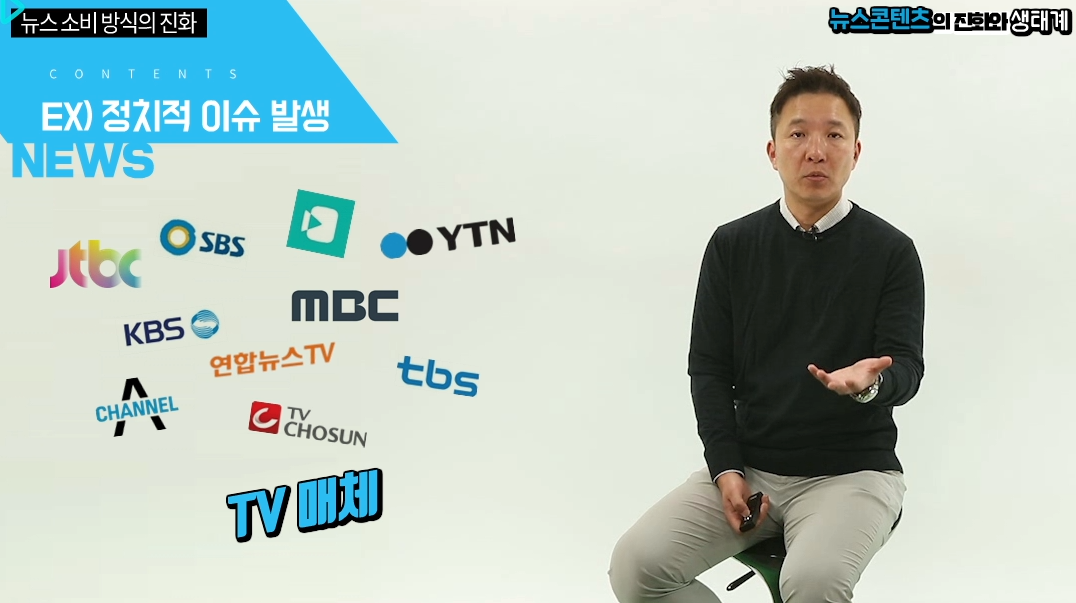 뉴스 소비 방식의 진화
뉴스콘텐츠의 진화와 생태계
CONTENTS
EX) 정치적 이슈 발생
NEWS
jtbc
SBS
YTN
KBS
MBC
연합뉴스TV
tbs
CHANNEL A
TV CHOSUN
TV 매체